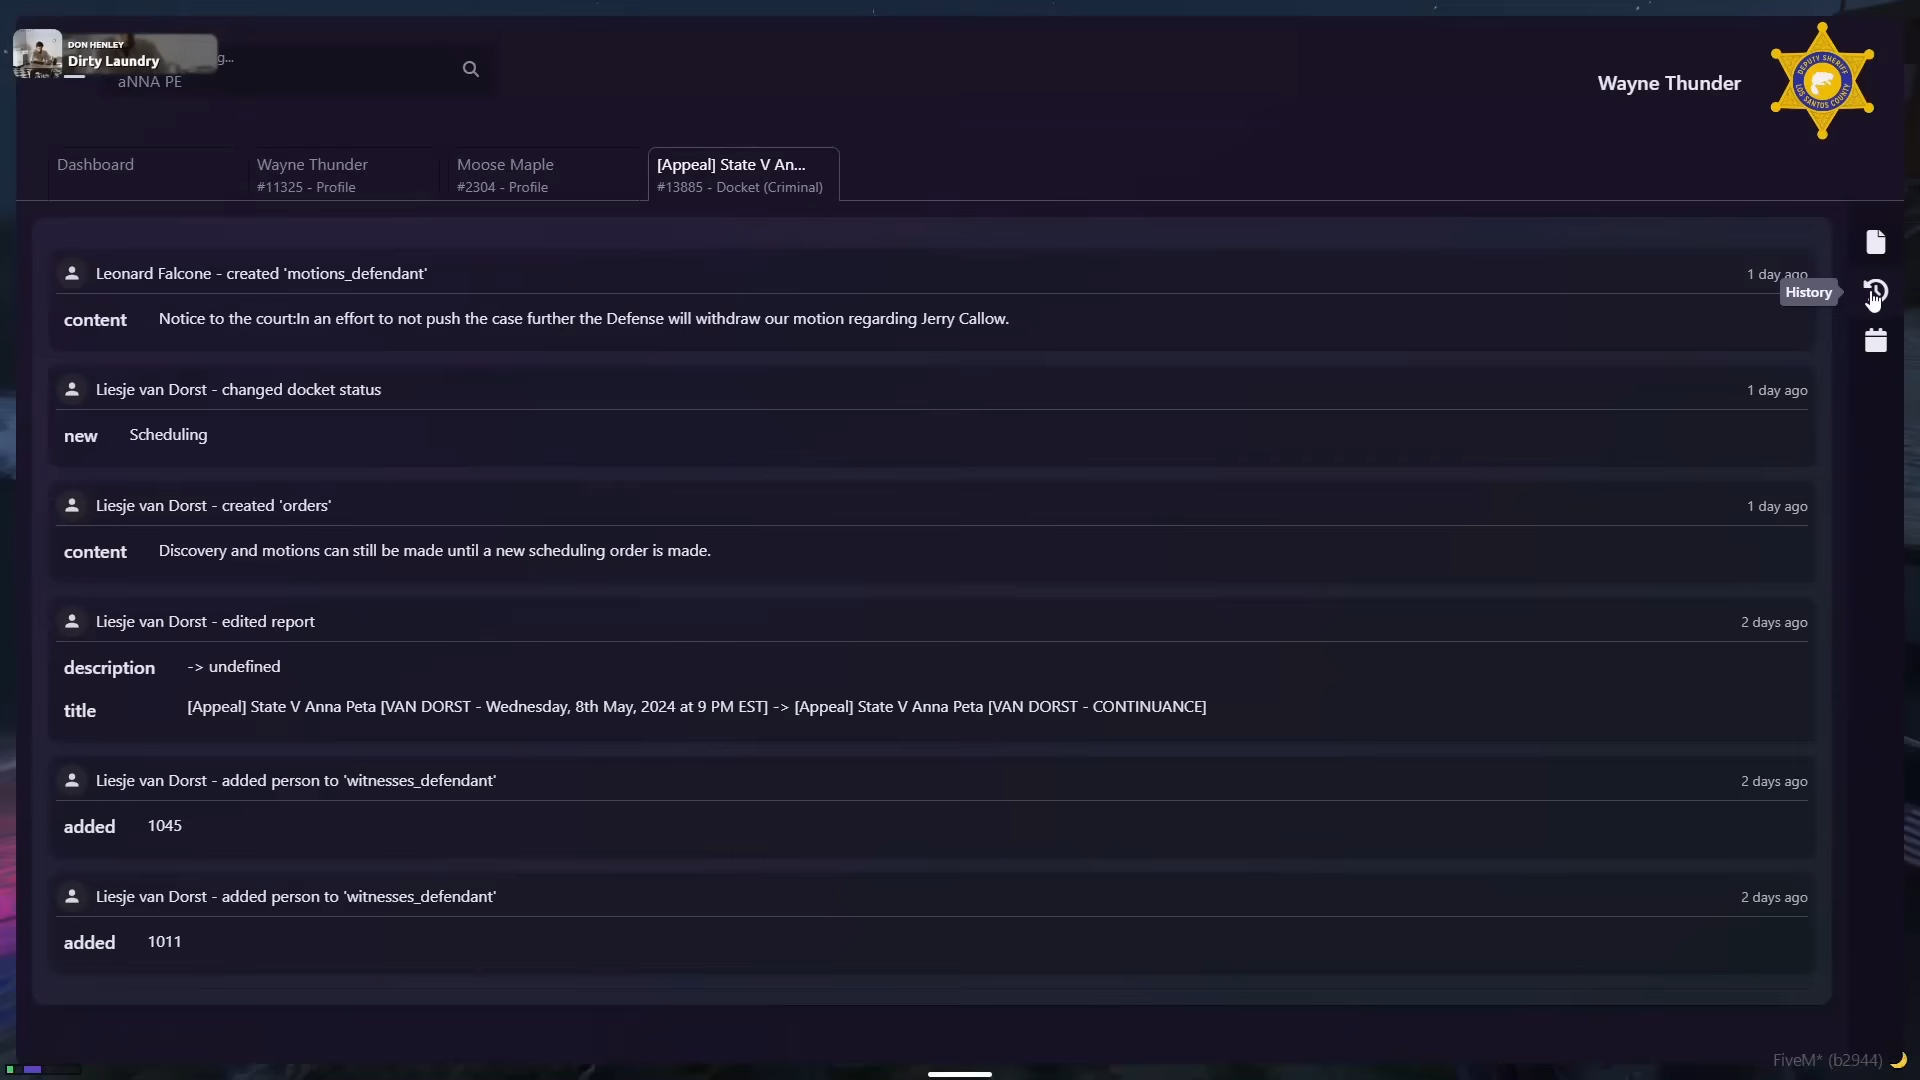 DON HENLEY
Dirty Laundry
g...
aNNA PE
Wayne Thunder
DEPUTY SHERIFF
LOS SANTOS COUNTY
Dashboard
Wayne Thunder
#11325 - Profile
Moose Maple
#2304 - Profile
[Appeal] State V An...
#13885 - Docket (Criminal)
Leonard Falcone - created 'motions_defendant'
1 day ago
History
content
Notice to the court:In an effort to not push the case further the Defense will withdraw our motion regarding Jerry Callow.
Liesje van Dorst - changed docket status
1 day ago
new
Scheduling
Liesje van Dorst - created 'orders'
1 day ago
content
Discovery and motions can still be made until a new scheduling order is made.
Liesje van Dorst - edited report
2 days ago
description
-> undefined
title
[Appeal] State V Anna Peta [VAN DORST - Wednesday, 8th May, 2024 at 9 PM EST] -> [Appeal] State V Anna Peta [VAN DORST - CONTINUANCE]
Liesje van Dorst - added person to 'witnesses_defendant'
2 days ago
added
1045
Liesje van Dorst - added person to 'witnesses_defendant'
2 days ago
added
1011
FiveM* (b2944)